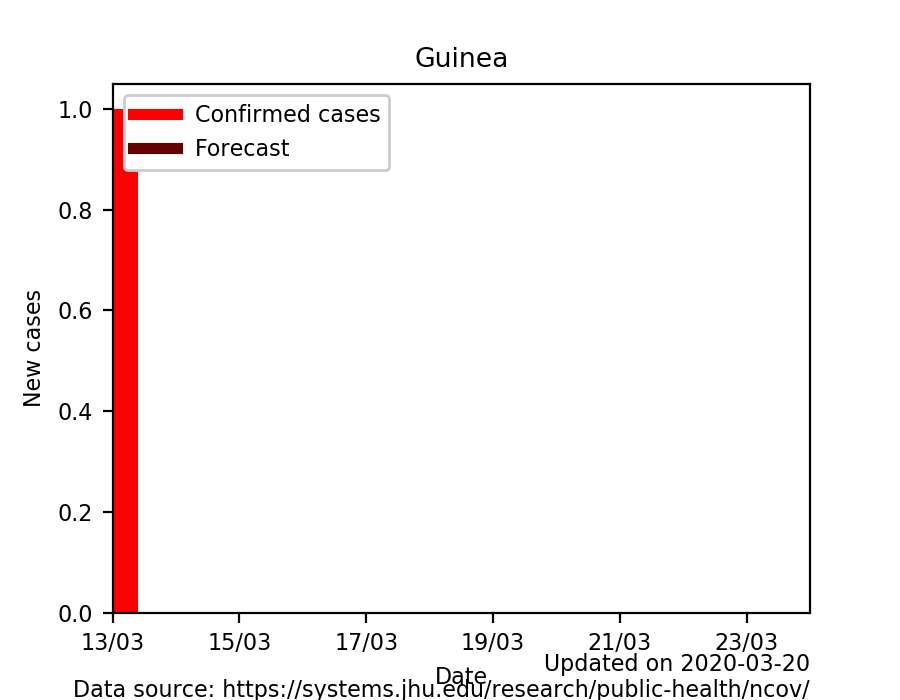 Guinea
Confirmed cases
Forecast
New cases
1.0
0.8
0.6
0.4
0.2
0.0
13/03 15/03 17/03 19/03 21/03 23/03
Updated on 2020-03-20
Date
Data source: https://systems.jhu.edu/research/public-health/ncov/